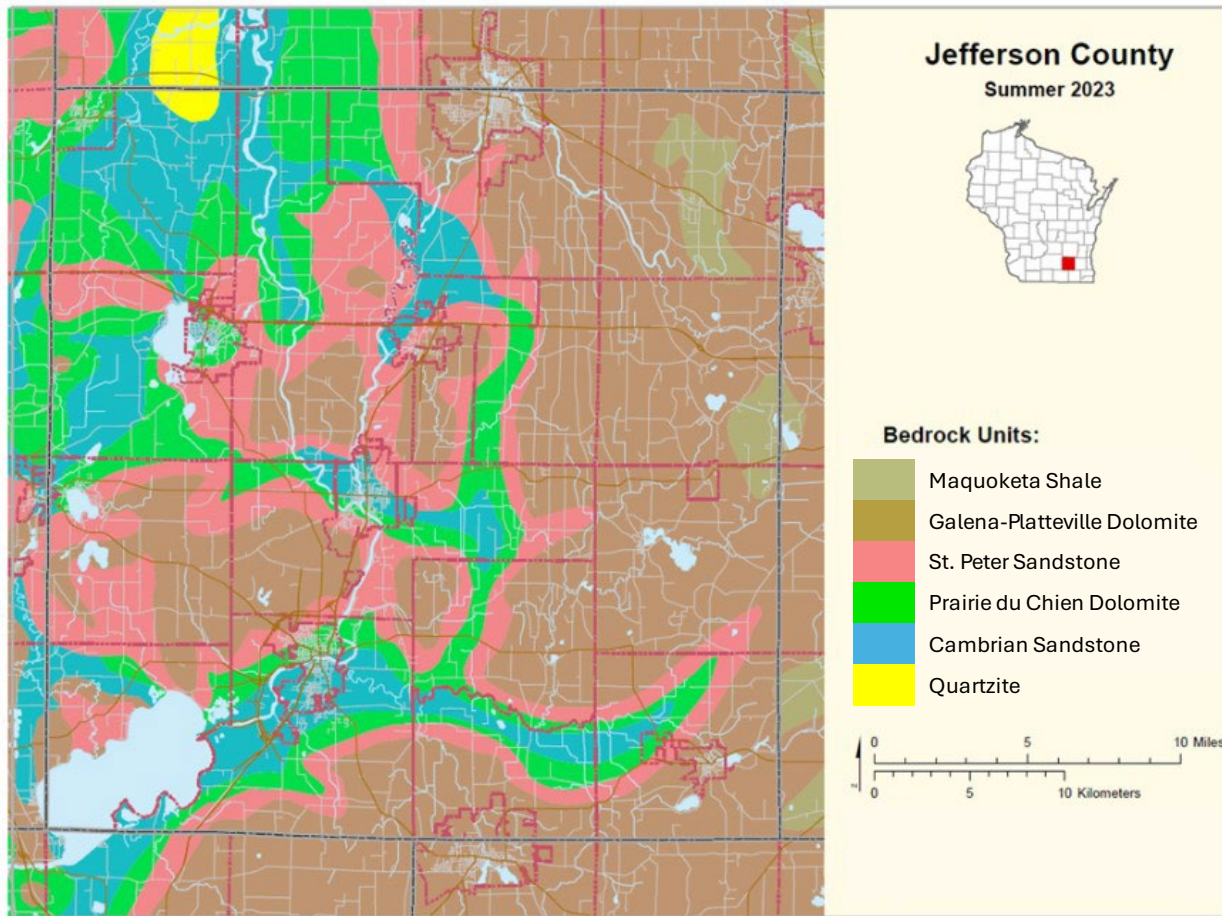 Jefferson County
Summer 2023
Bedrock Units:
Maquoketa Shale
Galena-Platteville Dolomite
St. Peter Sandstone
Prairie du Chien Dolomite
Cambrian Sandstone
Quartzite
0 5 10 Miles
0 5 10 Kilometers